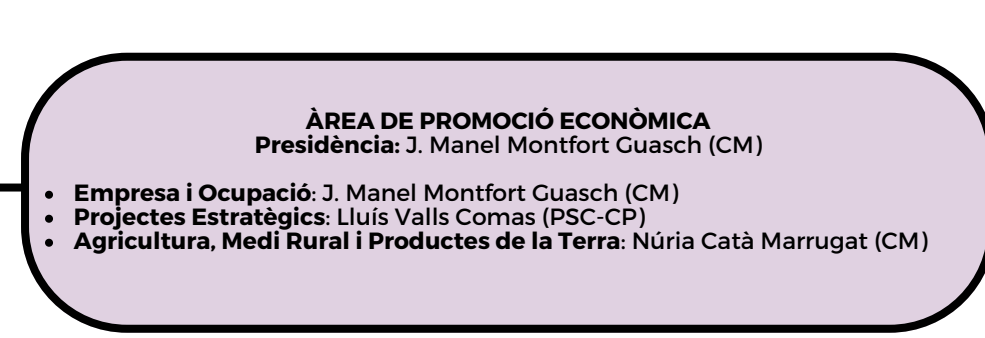 ÀREA DE PROMOCIÓ ECONÒMICA
Presidència: J. Manel Montfort Guasch (CM)
• Empresa i Ocupació: J. Manel Montfort Guasch (CM)
• Projectes Estratègics: Lluís Valls Comas (PSC-CP)
• Agricultura, Medi Rural i Productes de la Terra: Núria Catà Marrugat (CM)